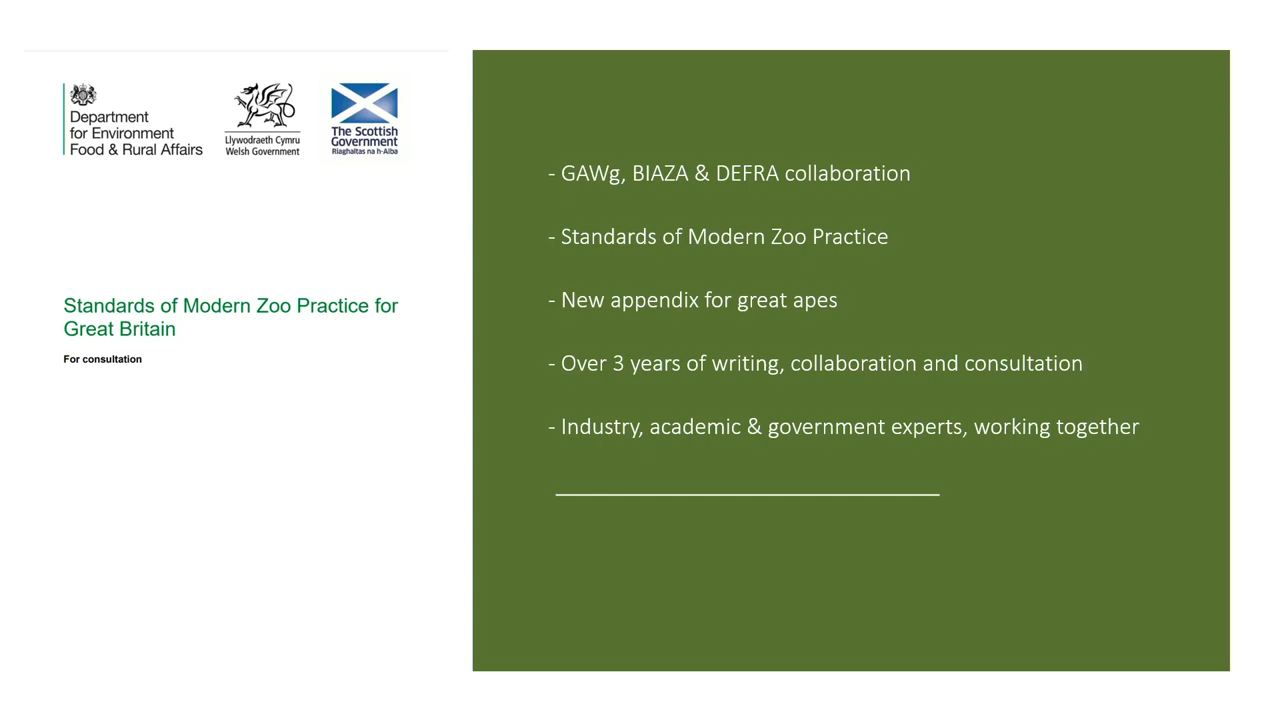 Department
for Environment
Food & Rural Affairs
Llywodraeth Cymru
Welsh Government
The Scottish
Government
Riaghaltas na h-Alba
Standards of Modern Zoo Practice for
Great Britain
For consultation
- GAWg, BIAZA & DEFRA collaboration
- Standards of Modern Zoo Practice
- New appendix for great apes
- Over 3 years of writing, collaboration and consultation
- Industry, academic & government experts, working together